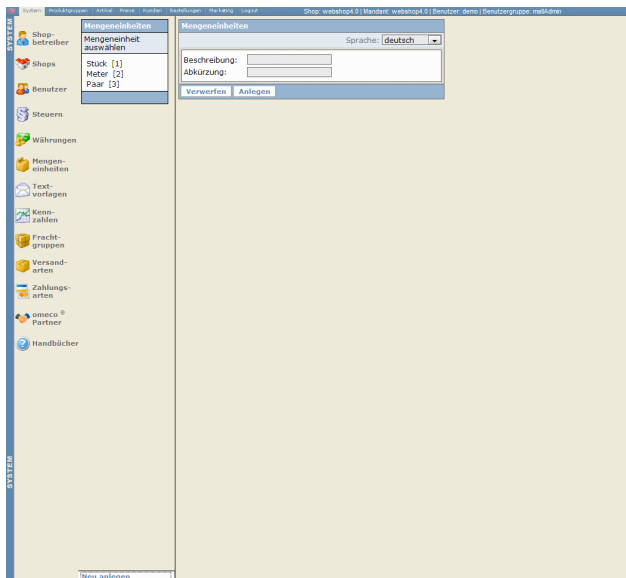 System Produktgruppen Artikel Preise Kunden Bestellungen Marketing Logout
Shop: webshop4.0 | Mandant: webshop4.0 | Benutzer: demo | Benutzergruppe: mallAdmin
SYSTEM
Shop-
betreiber
Shops
Benutzer
Steuern
Währungen
Mengen-
einheiten
Text-
vorlagen
Kenn-
zahlen
Fracht-
gruppen
Versand-
arten
Zahlungs-
arten
omeco ®
Partner
Handbücher
SYSTEM
Mengeneinheiten
Mengeneinheit
auswählen
Stück [1]
Meter [2]
Paar [3]
Neu anlegen
Mengeneinheiten
Sprache: deutsch
Beschreibung:
Abkürzung:
Verwerfen Anlegen